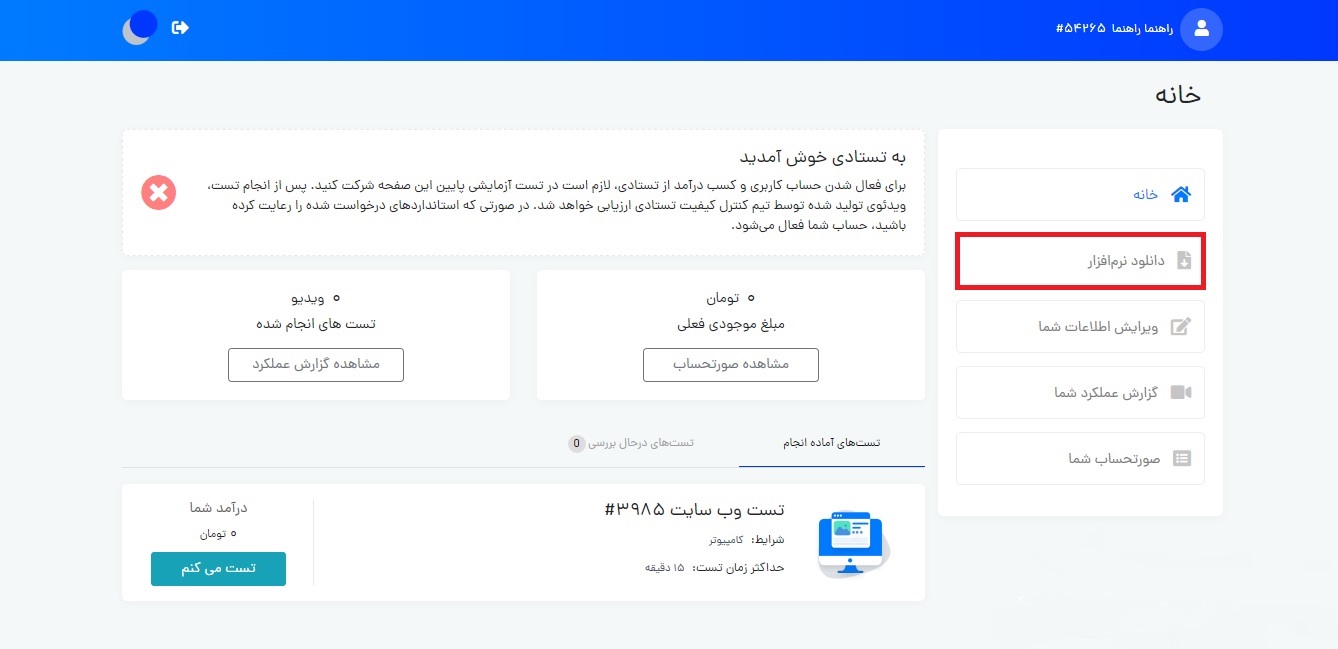 راهنما راهنما #۵۴۲۶۵
خانه
خانه
دانلود نرم‌افزار
ویرایش اطلاعات شما
گزارش عملکرد شما
صورتحساب شما
به تستادی خوش آمدید
برای فعال شدن حساب کاربری و کسب درآمد از تستادی، لازم است در تست آزمایشی پایین این صفحه شرکت کنید. پس از انجام تست،
ویدئوی تولید شده توسط تیم کنترل کیفیت تستادی ارزیابی خواهد شد. در صورتی که استانداردهای درخواست شده را رعایت کرده
باشید، حساب شما فعال می‌شود.
۰ تومان
مبلغ موجودی فعلی
مشاهده صورتحساب
۰ ویدیو
تست های انجام شده
مشاهده گزارش عملکرد
تست‌های آماده انجام
تست‌های درحال بررسی 0
تست وب سایت #۳۹۸۵
شرایط: کامپیوتر
حداکثر زمان تست: ۱۵ دقیقه
درآمد شما
۰ تومان
تست می کنم